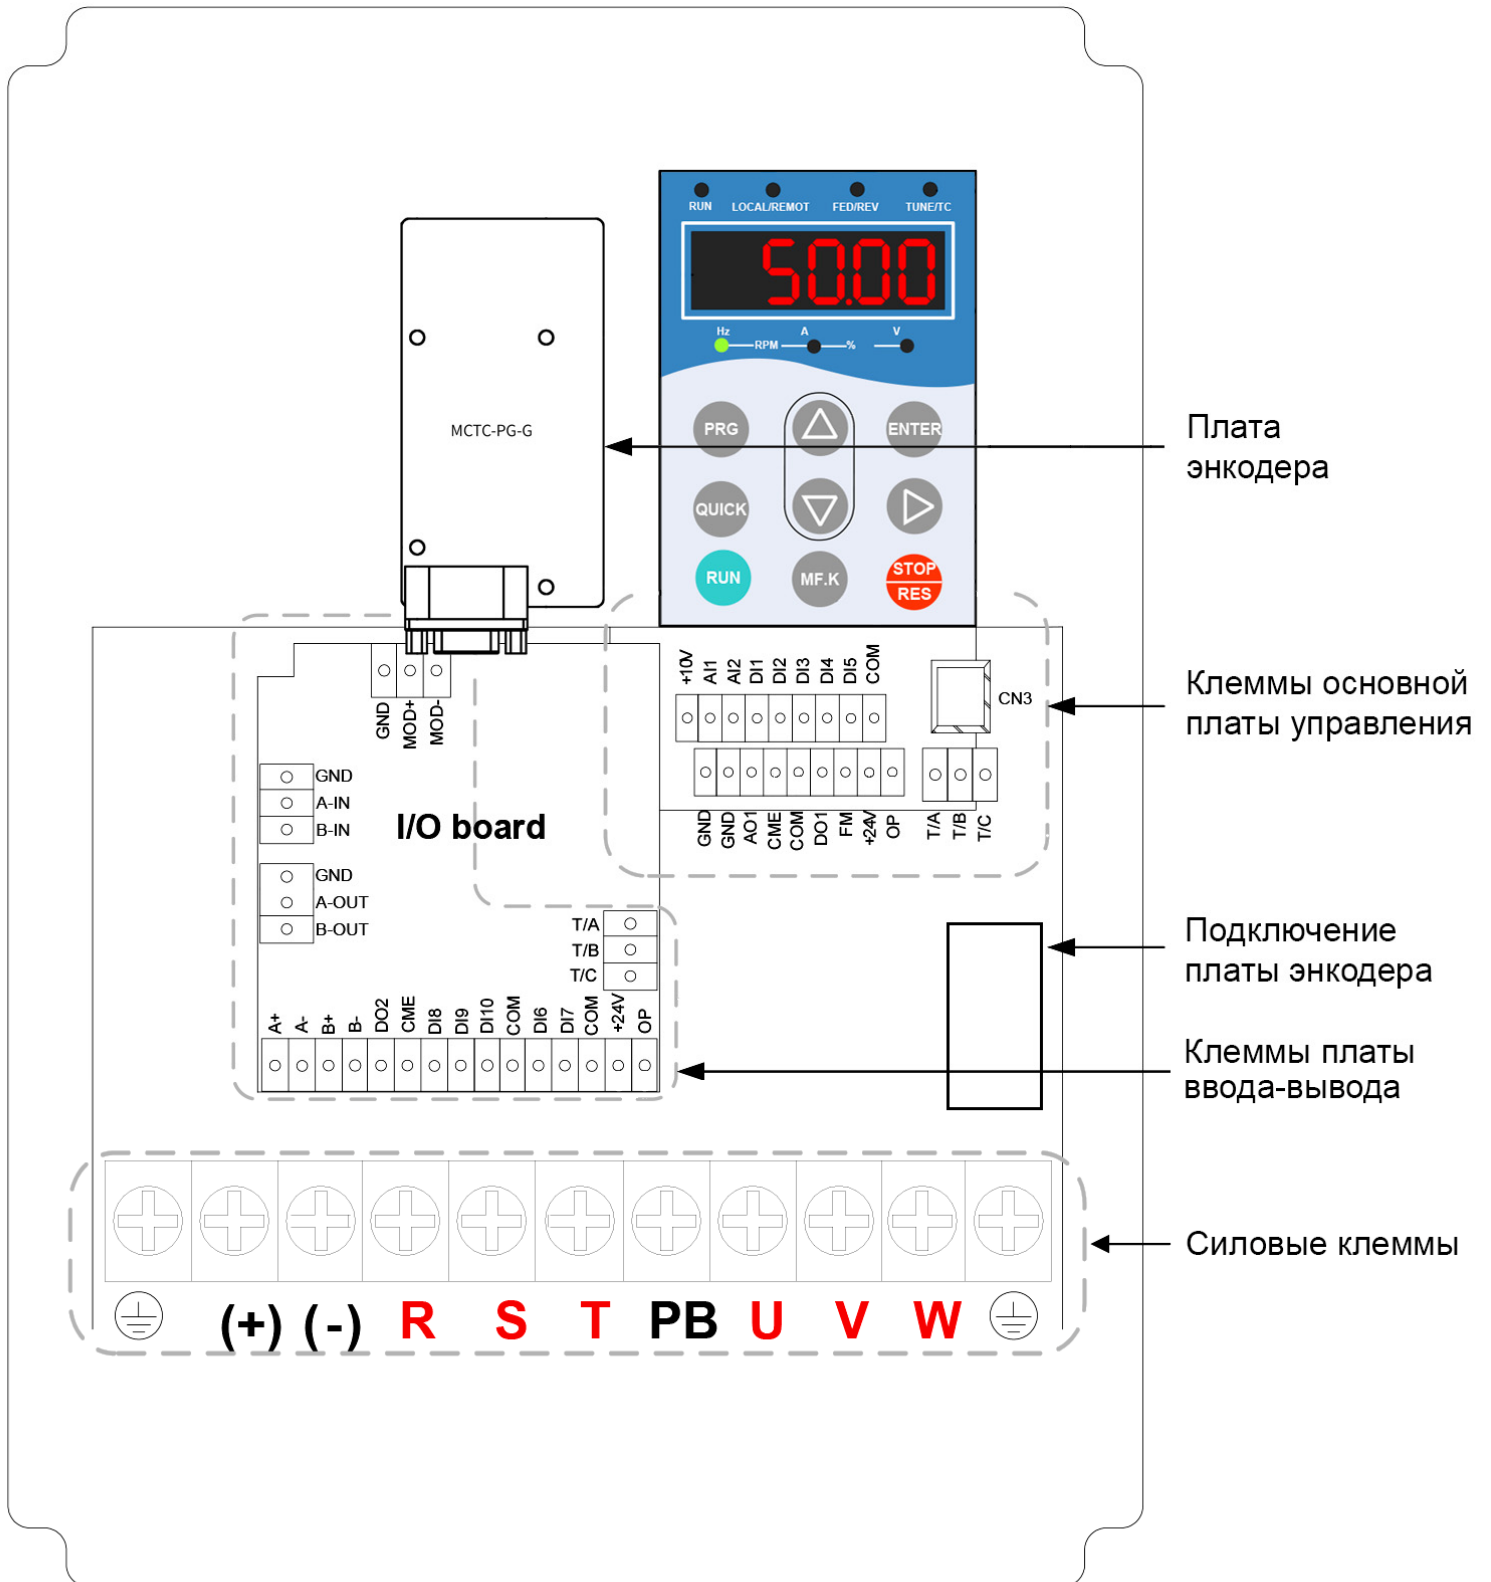 RUN LOCAL/REMOT FED/REV TUNE/TC
50.00
Hz A V
RPM %
PRG ENTER
QUICK
RUN MF.K STOP
RES
MCTC-PG-G
Плата
энкодера
GND MOD+ MOD-
+10V AI1 AI2 DI1 DI2 DI3 DI4 DI5 COM
CN3
Клеммы основной
платы управления
GND
A-IN
B-IN
I/O board
GND GND AO1 CME COM DO1 FM +24V OP T/A T/B T/C
GND
A-OUT
B-OUT
T/A
T/B
T/C
Подключение
платы энкодера
A+ A- B+ B- DO2 CME DI8 DI9 DI10 COM DI6 DI7 COM +24V OP
Клеммы платы
ввода-вывода
Силовые клеммы
(+) (-) R S T PB U V W